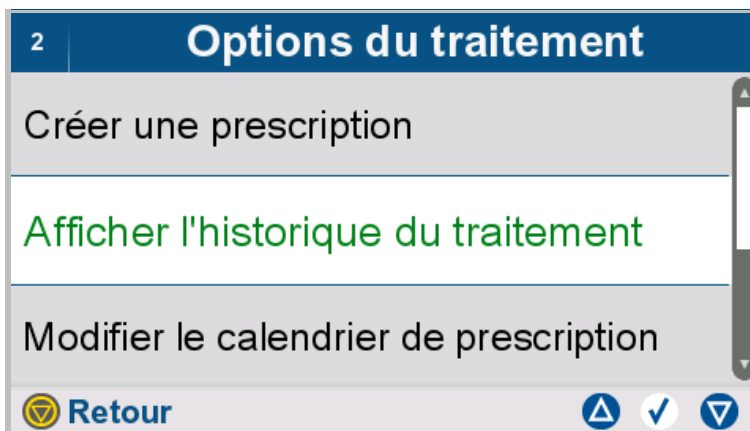 2
Options du traitement
Créer une prescription
Afficher l'historique du traitement
Modifier le calendrier de prescription
Retour